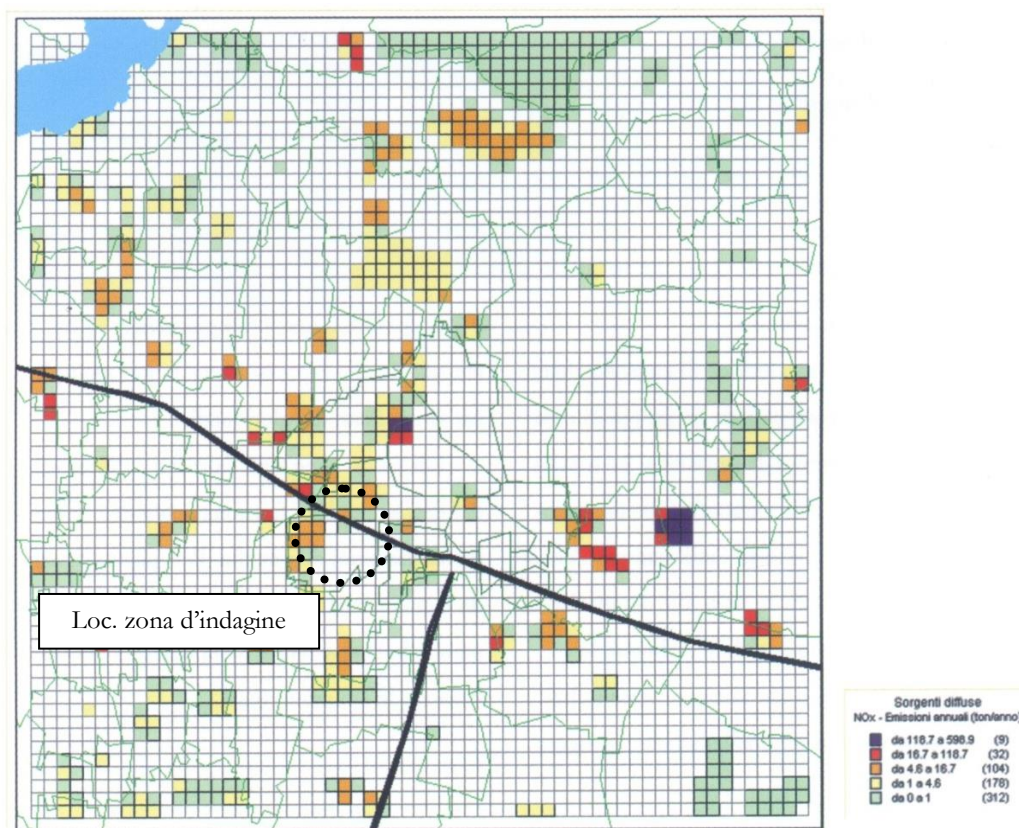 Loc. zona d'indagine
Sorgenti diffuse
NOx - Emissioni annuali (ton/anno)
da 118.7 a 598.9 (9)
da 16.7 a 118.7 (32)
da 4.6 a 16.7 (104)
da 1 a 4.6 (178)
da 0 a 1 (312)